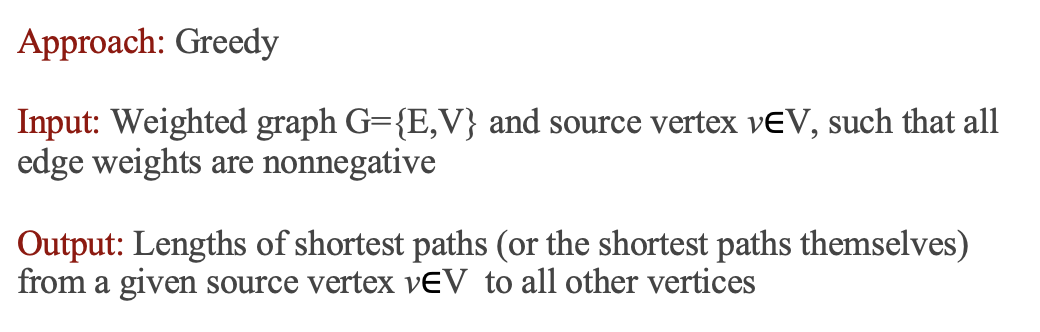 Approach: Greedy
Input: Weighted graph G={E,V} and source vertex v∈V, such that all
edge weights are nonnegative
Output: Lengths of shortest paths (or the shortest paths themselves)
from a given source vertex v∈V to all other vertices